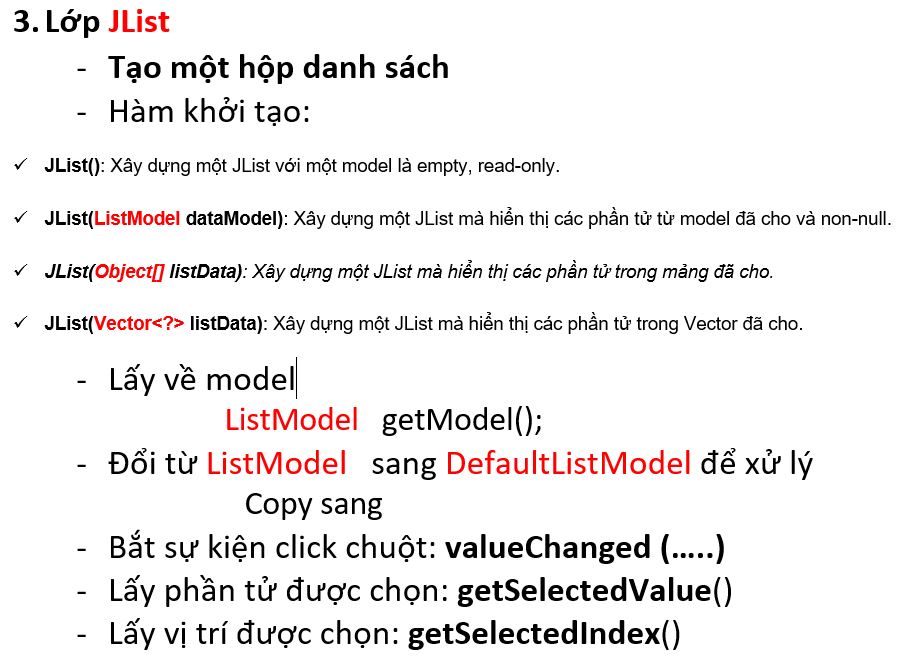 3. Lớp JList
- Tạo một hộp danh sách
- Hàm khởi tạo:
✓ JList(): Xây dựng một JList với một model là empty, read-only.
✓ JList(ListModel dataModel): Xây dựng một JList mà hiển thị các phần tử từ model đã cho và non-null.
✓ JList(Object[] listData): Xây dựng một JList mà hiển thị các phần tử trong mảng đã cho.
✓ JList(Vector<?> listData): Xây dựng một JList mà hiển thị các phần tử trong Vector đã cho.
- Lấy về model
ListModel getModel();
- Đổi từ ListModel sang DefaultListModel để xử lý
Copy sang
- Bắt sự kiện click chuột: valueChanged (…..)
- Lấy phần tử được chọn: getSelectedValue()
- Lấy vị trí được chọn: getSelectedIndex()